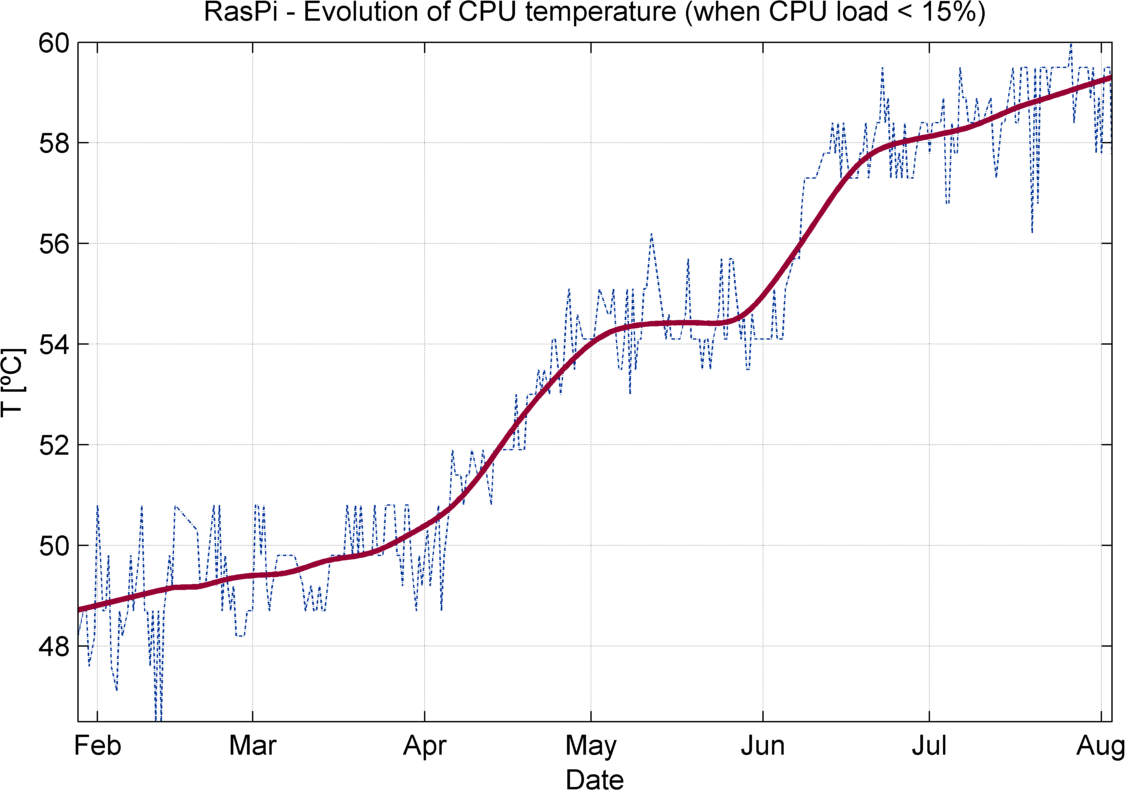 RasPi - Evolution of CPU temperature (when CPU load < 15%)
60
58
56
54
52
50
48
T [ºC]
Feb Mar Apr May Jun Jul Aug
Date